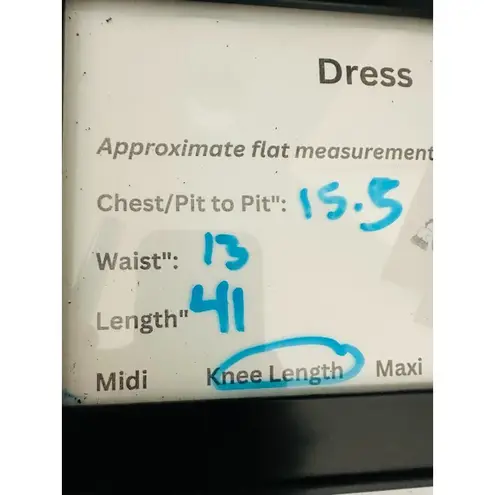 Dress
Approximate flat measurement
Chest/Pit to Pit": 15.5
Waist": 13
Length" 41
Midi Knee Length Maxi